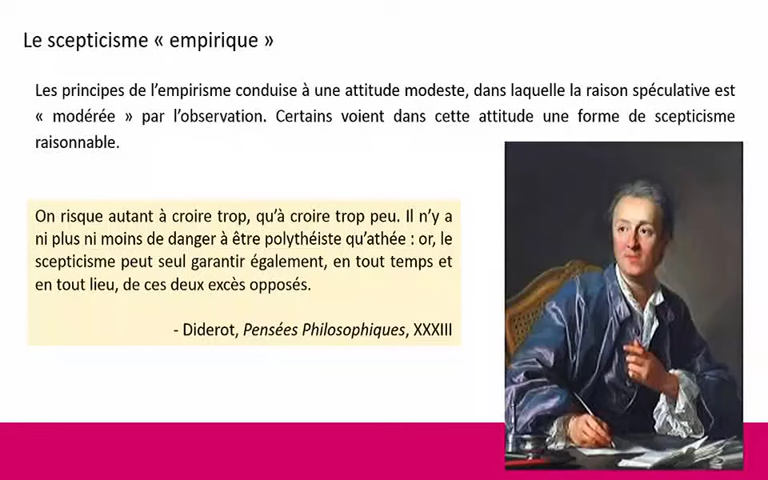 Le scepticisme « empirique »
Les principes de l’empirisme conduise à une attitude modeste, dans laquelle la raison spéculative est
« modérée » par l’observation. Certains voient dans cette attitude une forme de scepticisme
raisonnable.
On risque autant à croire trop, qu’à croire trop peu. Il n’y a
ni plus ni moins de danger à être polythéiste qu’athée : or, le
scepticisme peut seul garantir également, en tout temps et
en tout lieu, de ces deux excès opposés.
- Diderot, Pensées Philosophiques, XXXIII